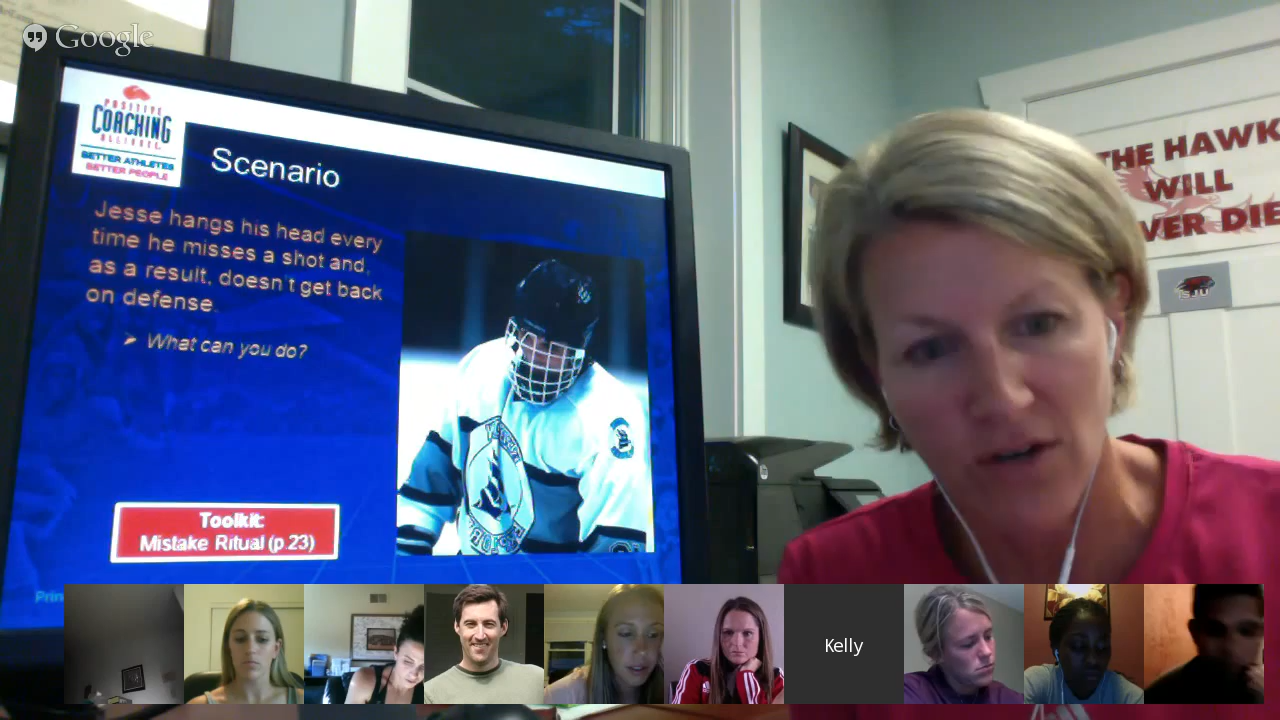 Google
POSITIVE
COACHING
ALLIANCE
BETTER ATHLETES
BETTER PEOPLE
Scenario
Jesse hangs his head every
time he misses a shot and,
as a result, doesn't get back
on defense.
What can you do?
Toolkit:
Mistake Ritual (p.23)
THE HAWK
WILL
VER DIE
SJU
Kelly